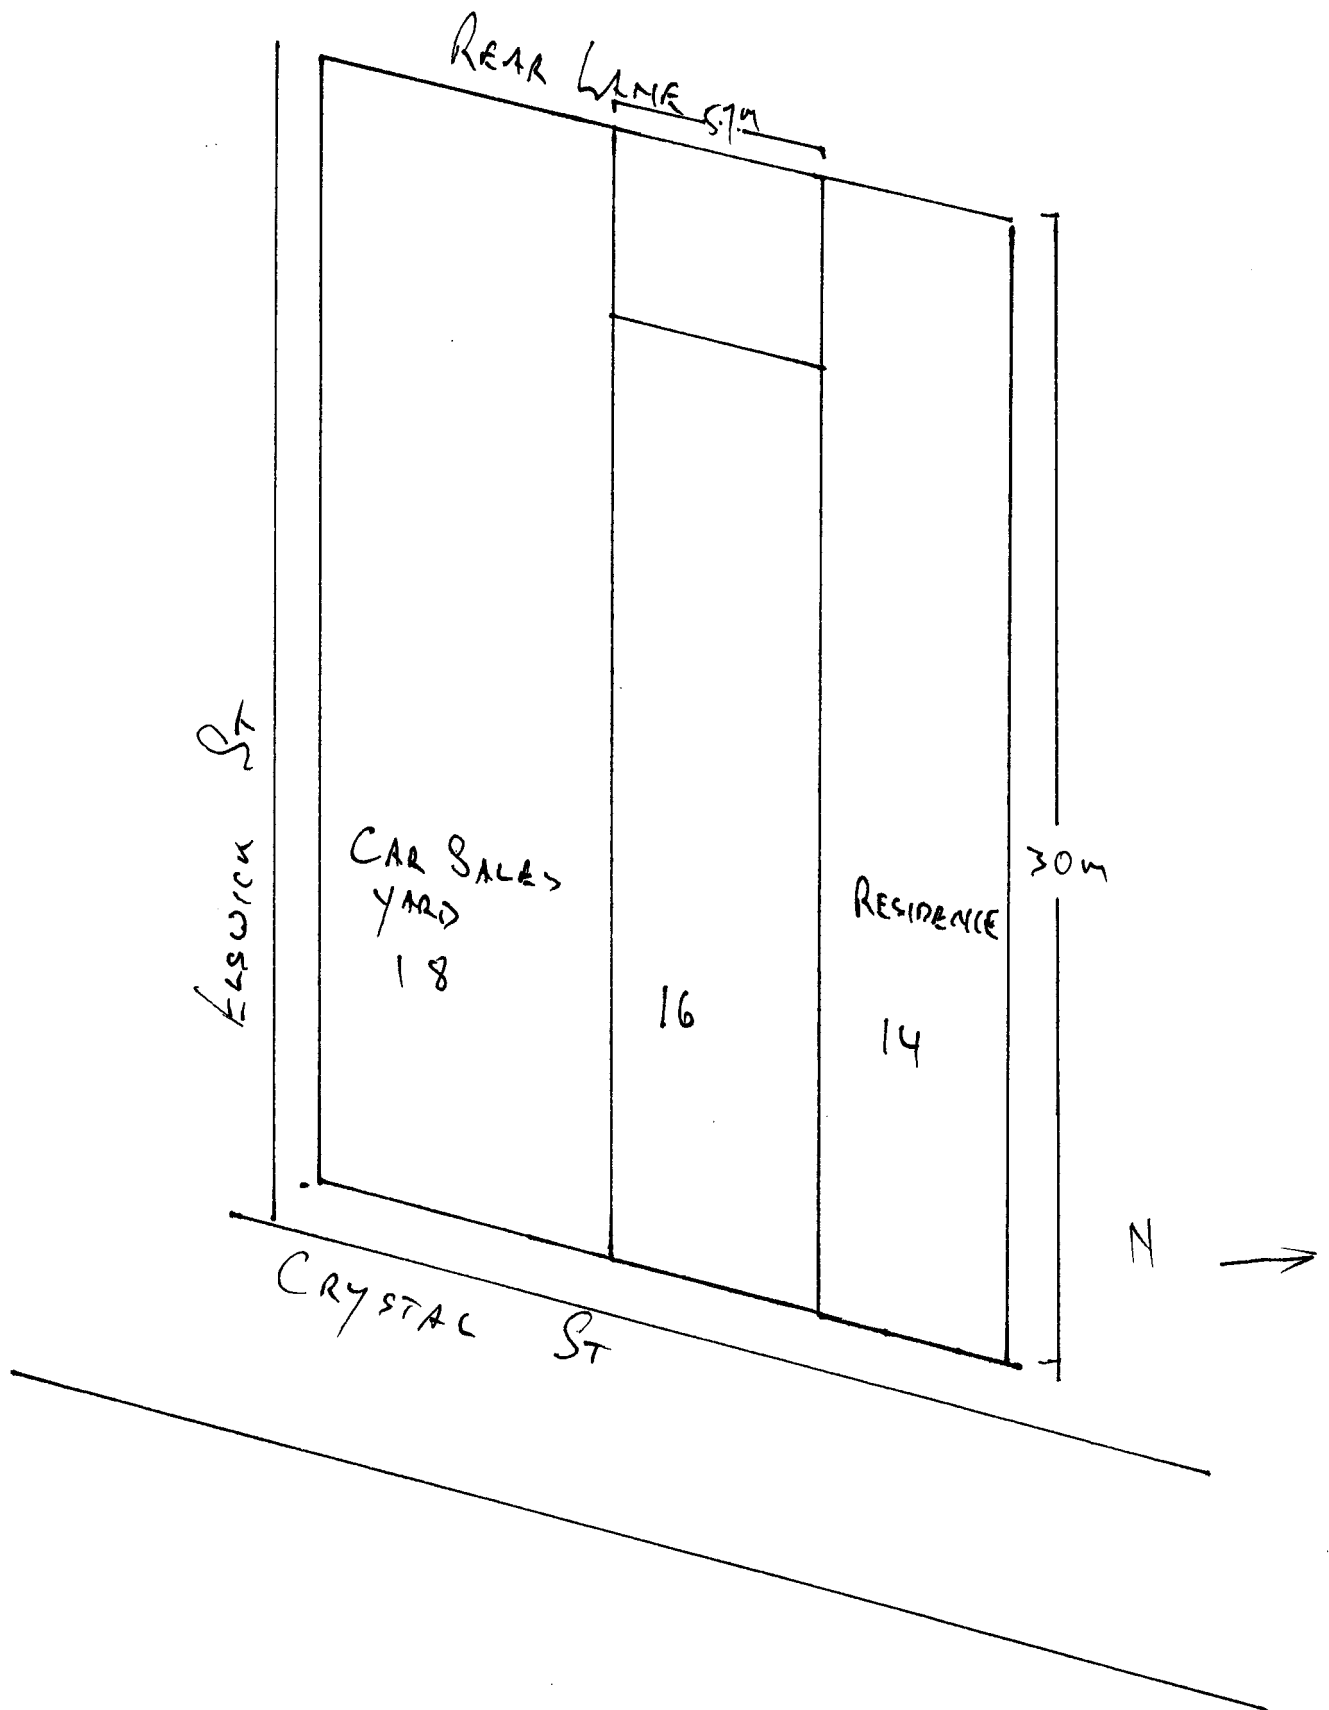 REAR LANE
5.7m
ELSWICK ST
CAR SALES
YARD
18
16
RESIDENCE
14
30m
N
CRYSTAL ST